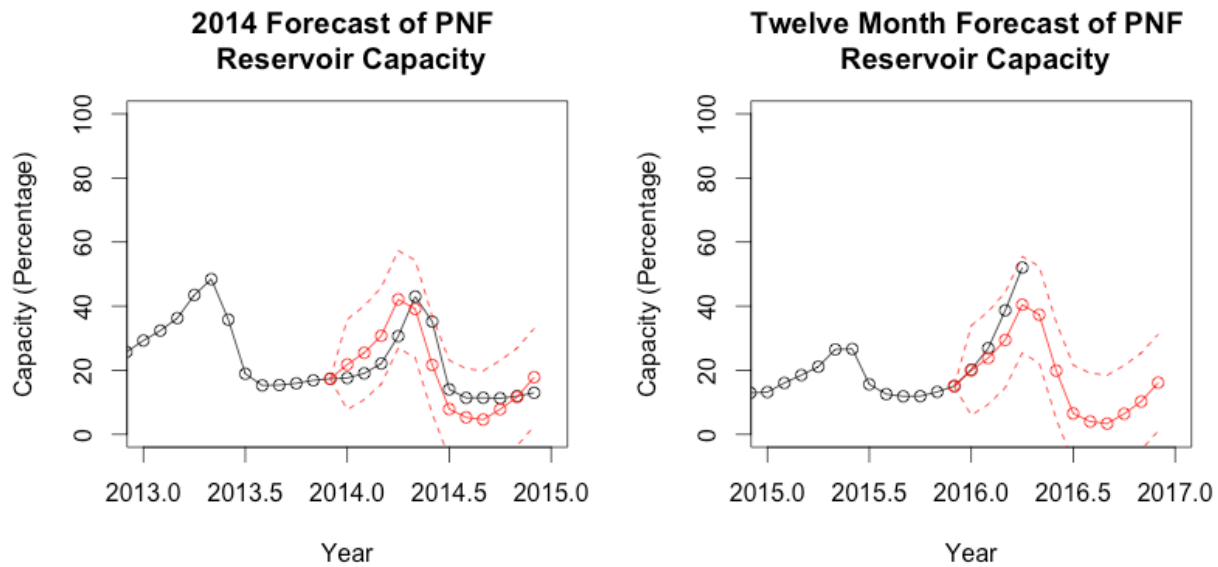 2014 Forecast of PNF
Reservoir Capacity
Capacity (Percentage)
100
80
60
40
20
0
2013.0 2013.5 2014.0 2014.5 2015.0
Year
Twelve Month Forecast of PNF
Reservoir Capacity
Capacity (Percentage)
100
80
60
40
20
0
2015.0 2015.5 2016.0 2016.5 2017.0
Year